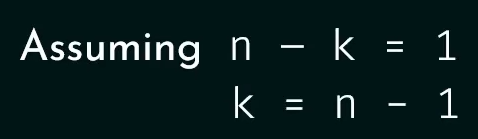 Assuming n – k = 1
k = n - 1